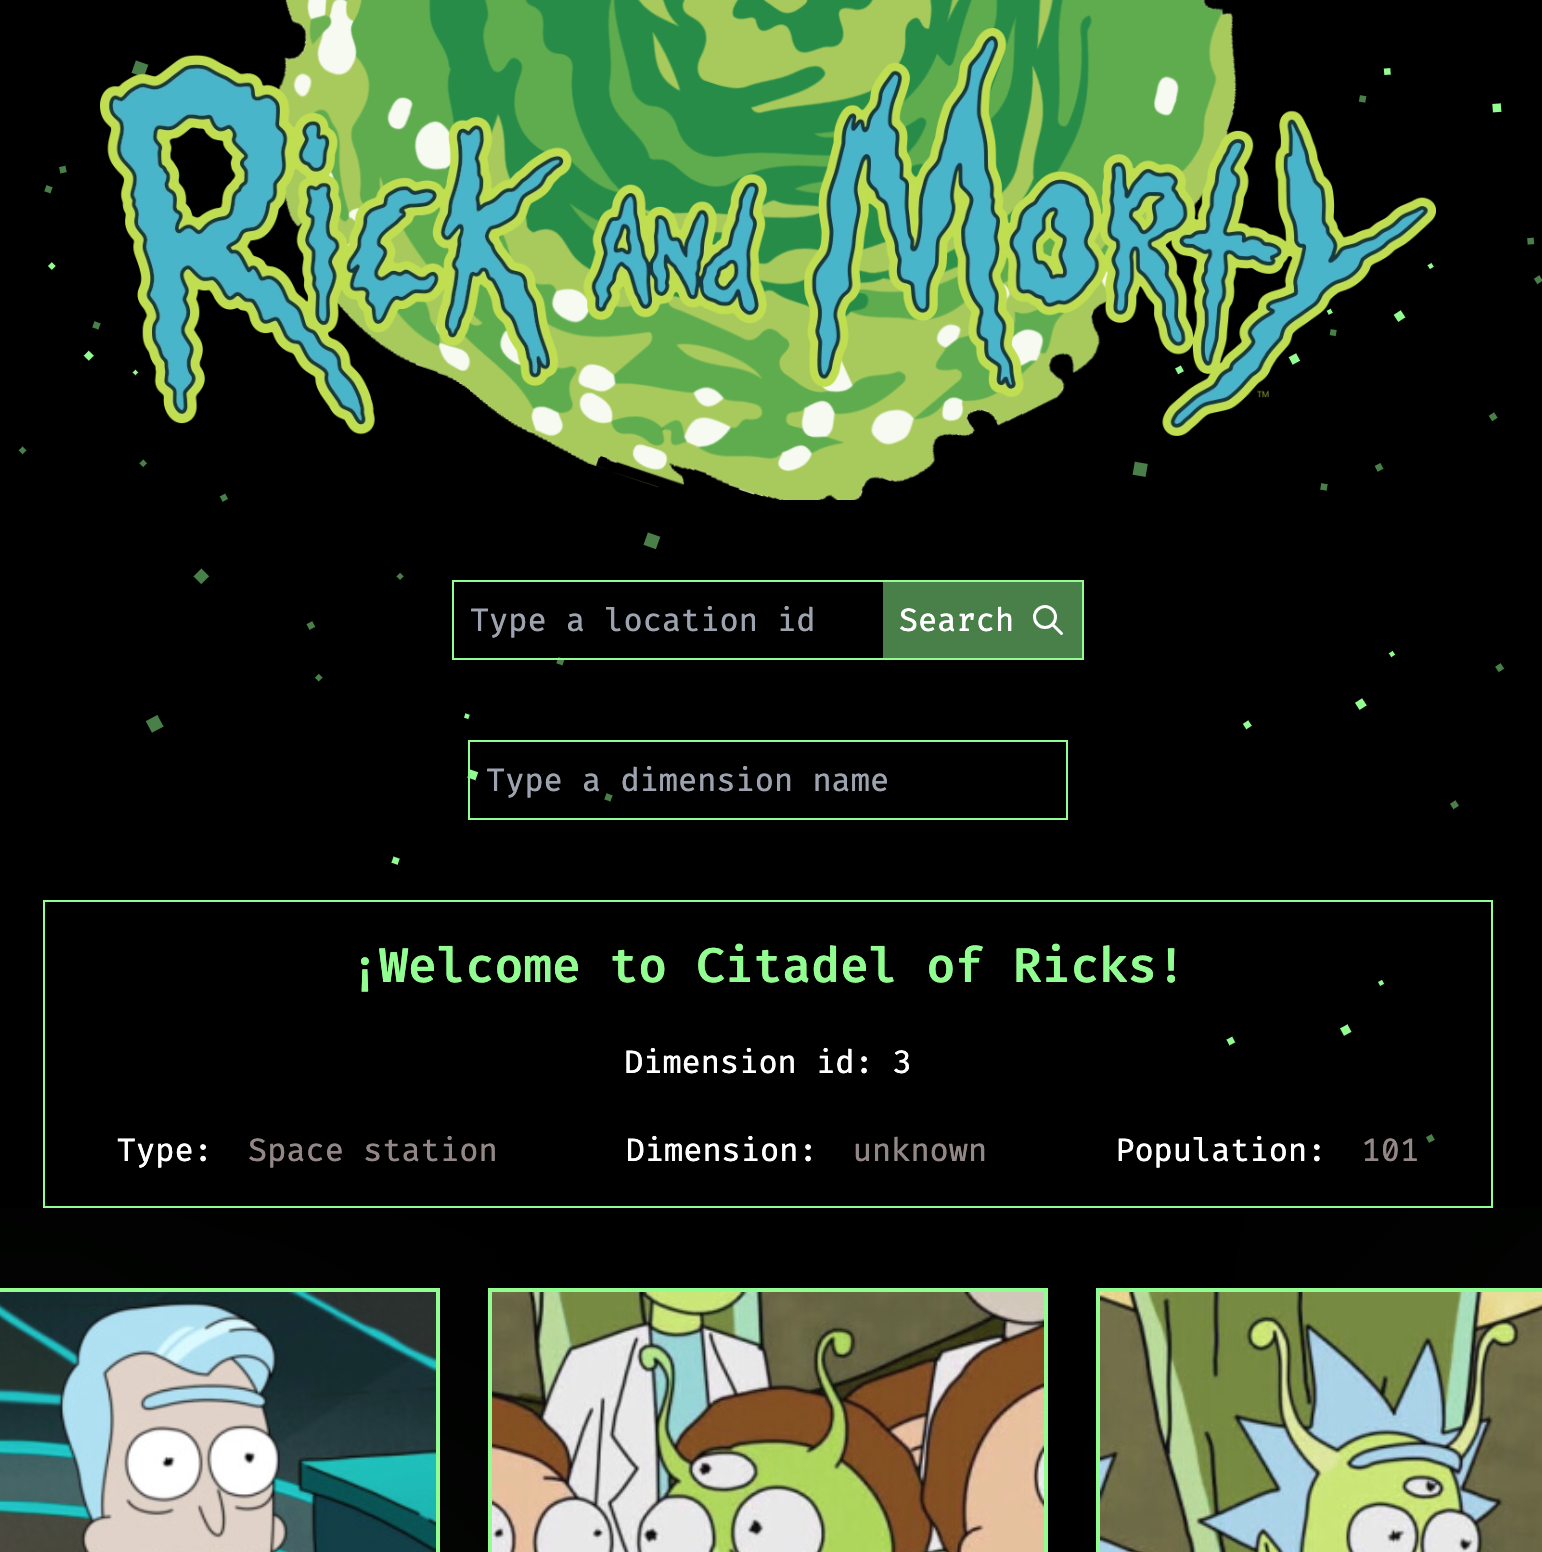 Rick and Morty
™
Type a location id Search
Type a dimension name
¡Welcome to Citadel of Ricks!
Dimension id: 3
Type: Space station Dimension: unknown Population: 101